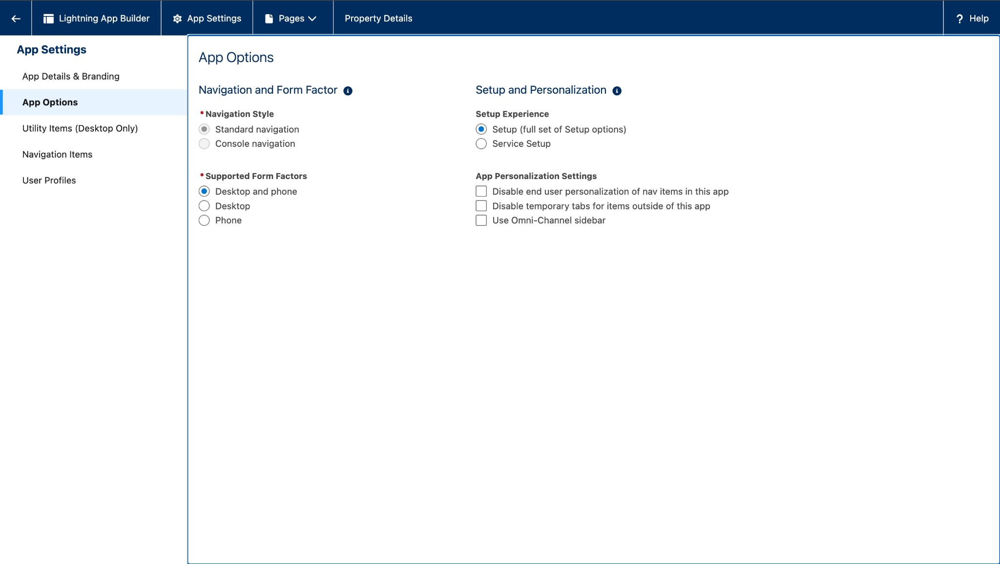 Lightning App Builder
App Settings
Pages
Property Details
? Help
App Settings
App Details & Branding
App Options
Utility Items (Desktop Only)
Navigation Items
User Profiles
App Options
Navigation and Form Factor
* Navigation Style
Standard navigation
Console navigation
* Supported Form Factors
Desktop and phone
Desktop
Phone
Setup and Personalization
Setup Experience
Setup (full set of Setup options)
Service Setup
App Personalization Settings
Disable end user personalization of nav items in this app
Disable temporary tabs for items outside of this app
Use Omni-Channel sidebar